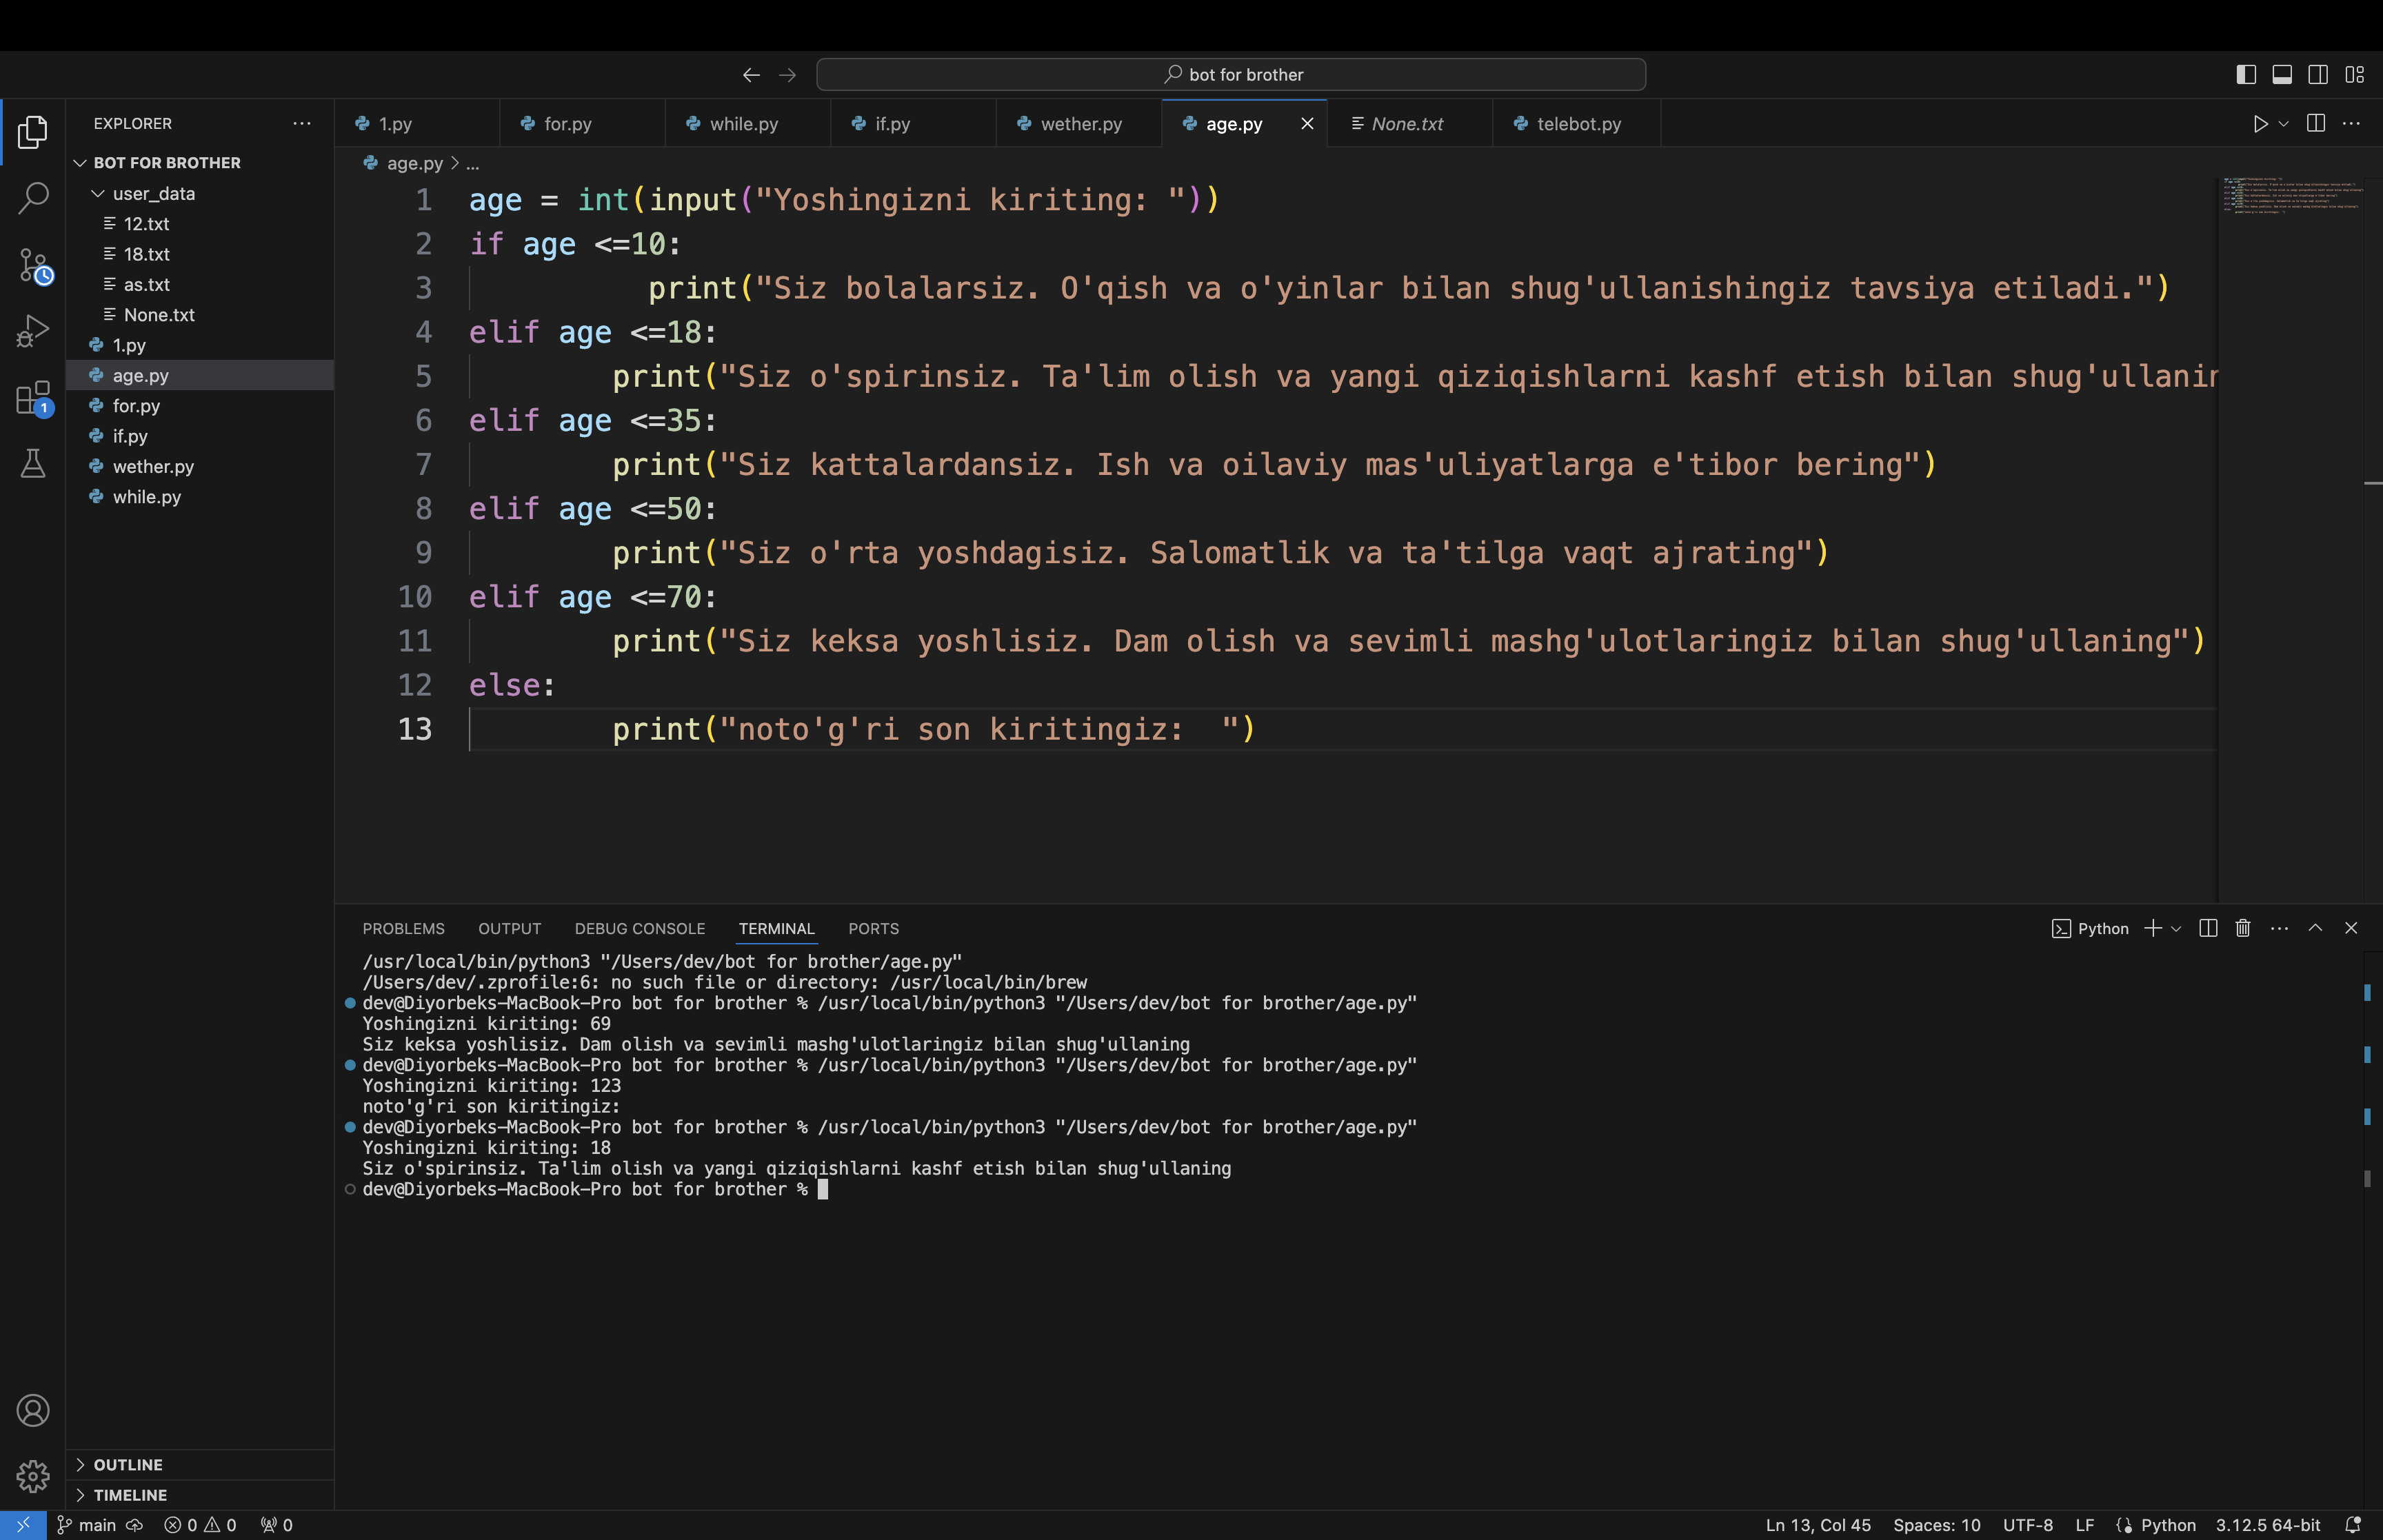 bot for brother
EXPLORER
BOT FOR BROTHER
user_data
12.txt
18.txt
as.txt
None.txt
1.py
age.py
for.py
if.py
wether.py
while.py
OUTLINE
TIMELINE
1
1.py
for.py
while.py
if.py
wether.py
age.py
None.txt
telebot.py
age.py > ...
1 age = int(input("Yoshingizni kiriting: "))
2 if age <=10:
3 print("Siz bolalarsiz. O'qish va o'yinlar bilan shug'ullanishingiz tavsiya etiladi.")
4 elif age <=18:
5 print("Siz o'spirinsiz. Ta'lim olish va yangi qiziqishlarni kashf etish bilan shug'ullanin
6 elif age <=35:
7 print("Siz kattalardansiz. Ish va oilaviy mas'uliyatlarga e'tibor bering")
8 elif age <=50:
9 print("Siz o'rta yoshdagisiz. Salomatlik va ta'tilga vaqt ajrating")
10 elif age <=70:
11 print("Siz keksa yoshlisiz. Dam olish va sevimli mashg'ulotlaringiz bilan shug'ullaning")
12 else:
13 print("noto'g'ri son kiritingiz:  ")
PROBLEMS OUTPUT DEBUG CONSOLE TERMINAL PORTS
Python
/usr/local/bin/python3 "/Users/dev/bot for brother/age.py"
/Users/dev/.zprofile:6: no such file or directory: /usr/local/bin/brew
dev@Diyorbeks-MacBook-Pro bot for brother % /usr/local/bin/python3 "/Users/dev/bot for brother/age.py"
Yoshingizni kiriting: 69
Siz keksa yoshlisiz. Dam olish va sevimli mashg'ulotlaringiz bilan shug'ullaning
dev@Diyorbeks-MacBook-Pro bot for brother % /usr/local/bin/python3 "/Users/dev/bot for brother/age.py"
Yoshingizni kiriting: 123
noto'g'ri son kiritingiz:
dev@Diyorbeks-MacBook-Pro bot for brother % /usr/local/bin/python3 "/Users/dev/bot for brother/age.py"
Yoshingizni kiriting: 18
Siz o'spirinsiz. Ta'lim olish va yangi qiziqishlarni kashf etish bilan shug'ullaning
dev@Diyorbeks-MacBook-Pro bot for brother %
main 0 0 0 Ln 13, Col 45 Spaces: 10 UTF-8 LF Python 3.12.5 64-bit